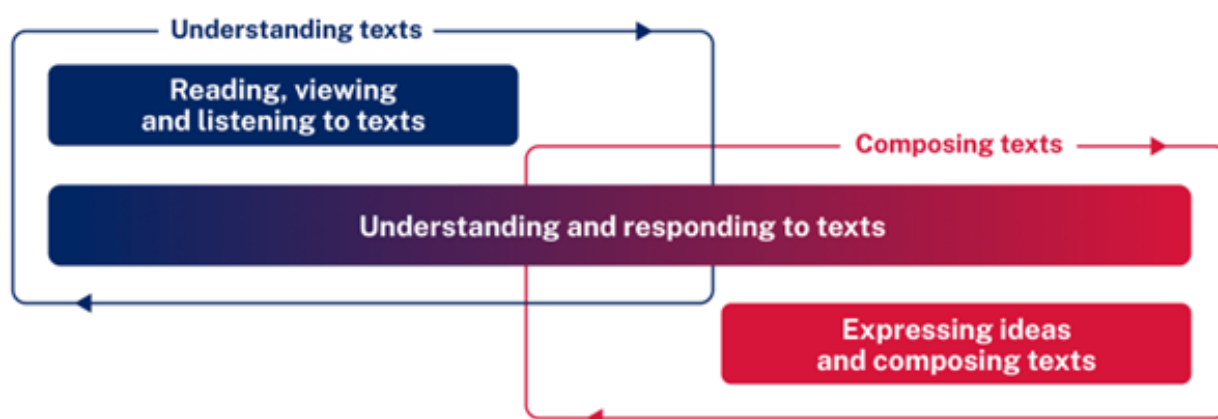 Understanding texts
Reading, viewing
and listening to texts
Composing texts
Understanding and responding to texts
Expressing ideas
and composing texts